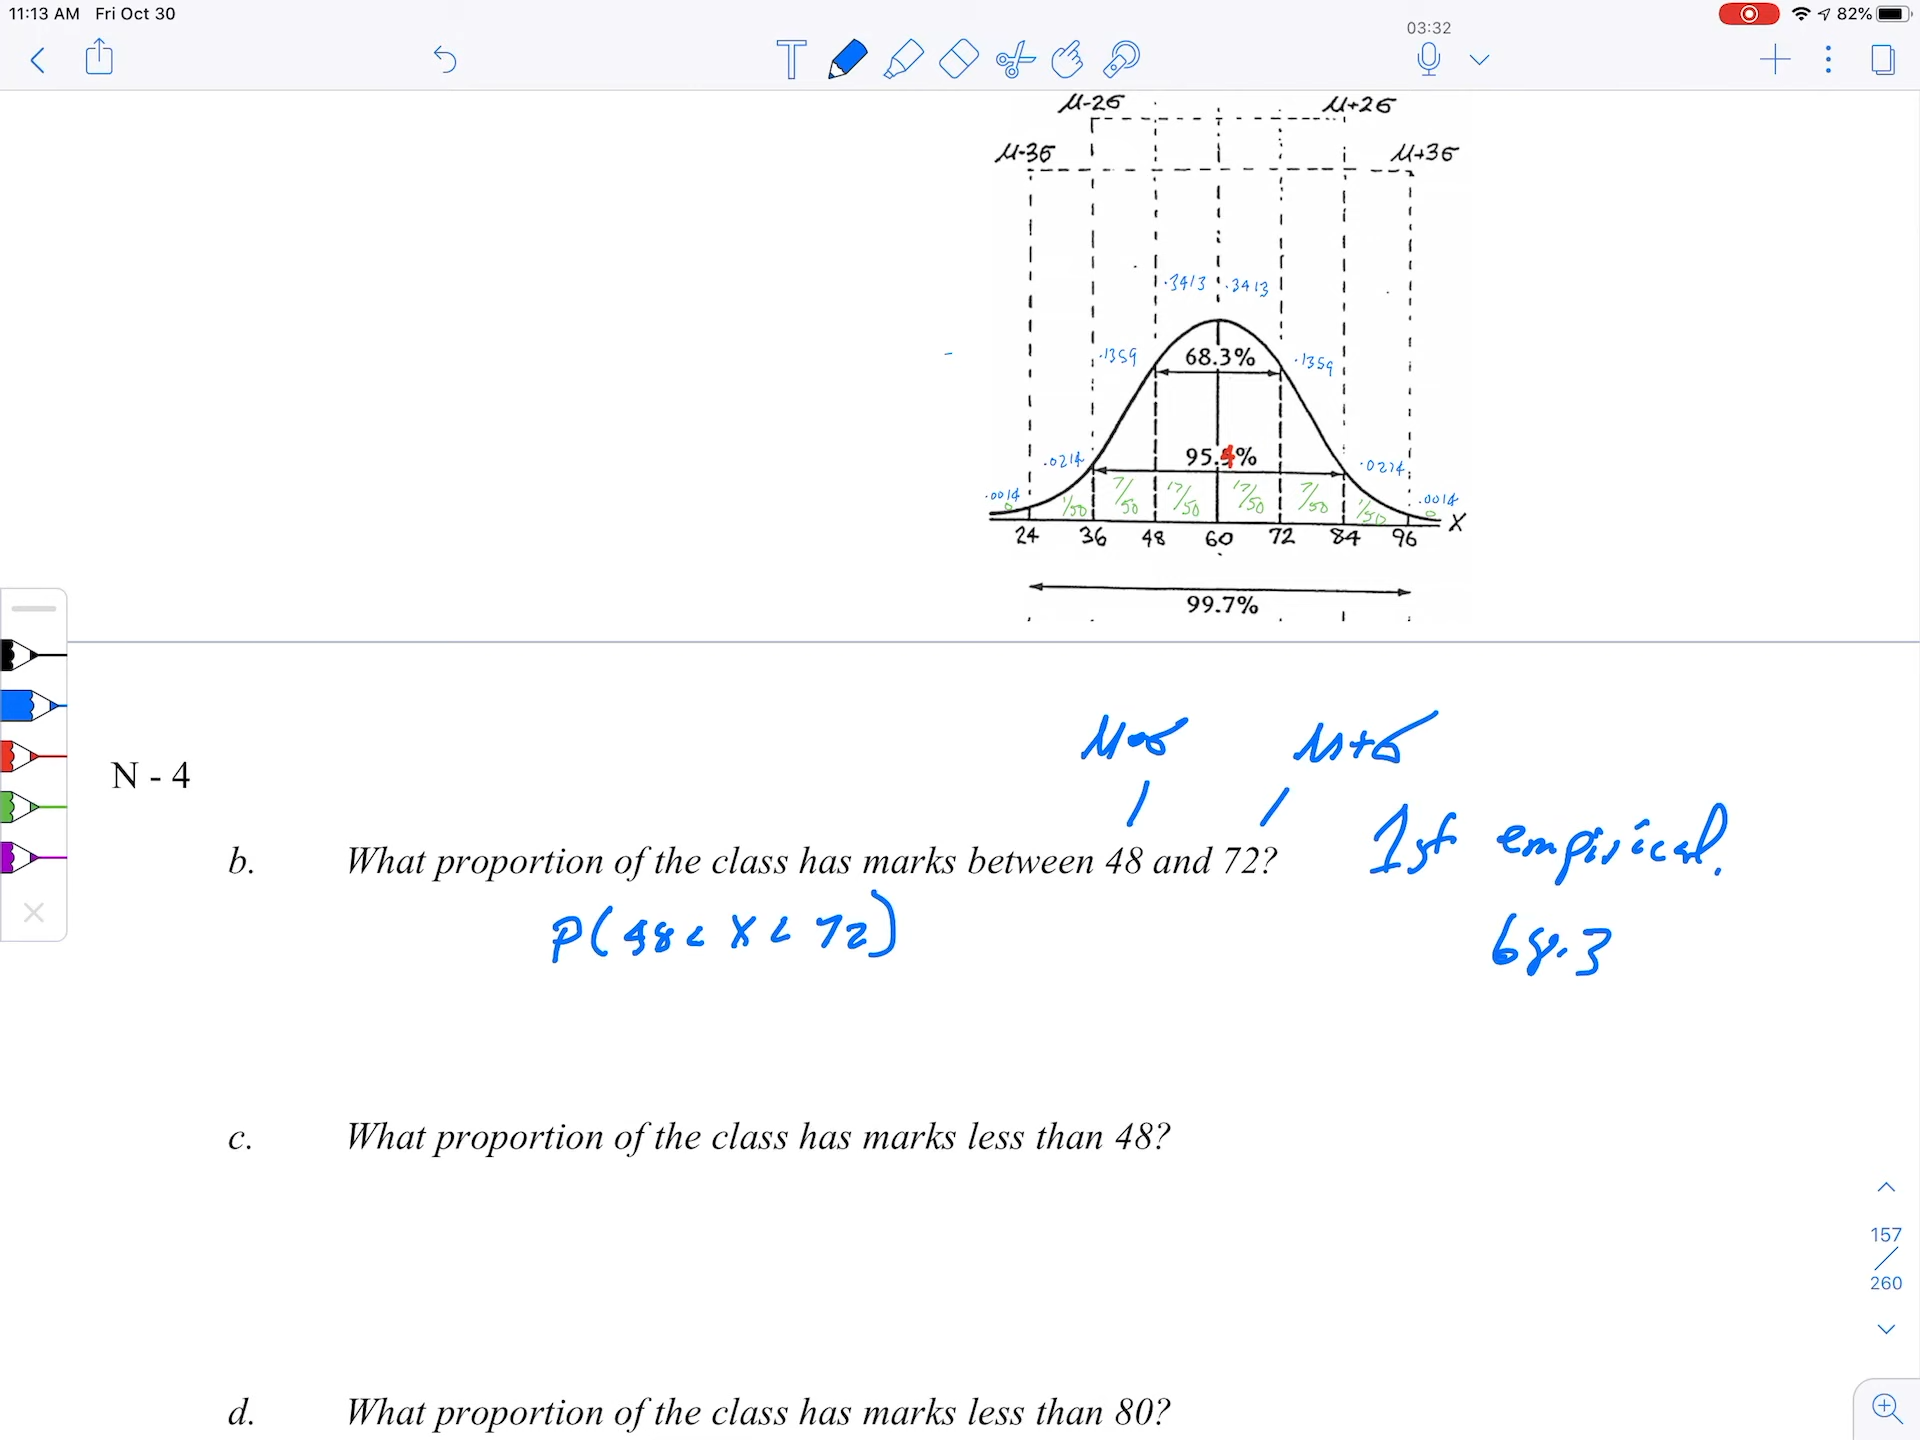 11:13 AM Fri Oct 30
82%
03:32
μ-2σ μ+2σ
μ-3σ μ+3σ
.3413 .3413
.1359 68.3% .1359
.0214 95.4% .0214
.0014 .0014
0 1/50 7/50 17/50 17/50 7/50 1/50 0
X
24 36 48 60 72 84 96
99.7%
μ-σ μ+σ
N - 4
1st empirical.
b. What proportion of the class has marks between 48 and 72?
P(48 < X < 72)
68.3
c. What proportion of the class has marks less than 48?
157
/
260
d. What proportion of the class has marks less than 80?